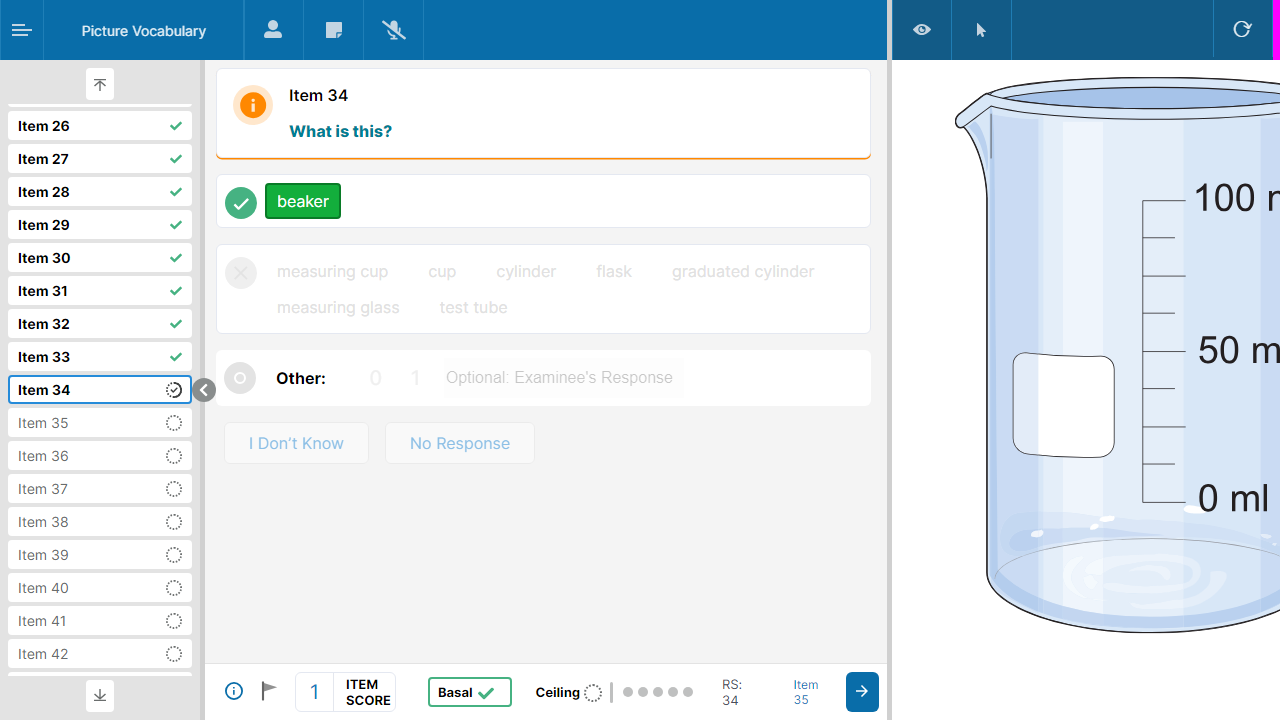 Picture Vocabulary
Item 26
Item 27
Item 28
Item 29
Item 30
Item 31
Item 32
Item 33
Item 34
Item 35
Item 36
Item 37
Item 38
Item 39
Item 40
Item 41
Item 42
Item 34
What is this?
beaker
measuring cup cup cylinder flask graduated cylinder
measuring glass test tube
Other: 0 1 Optional: Examinee's Response
I Don't Know No Response
1 ITEM SCORE Basal Ceiling RS: 34 Item 35
100
50
0 ml